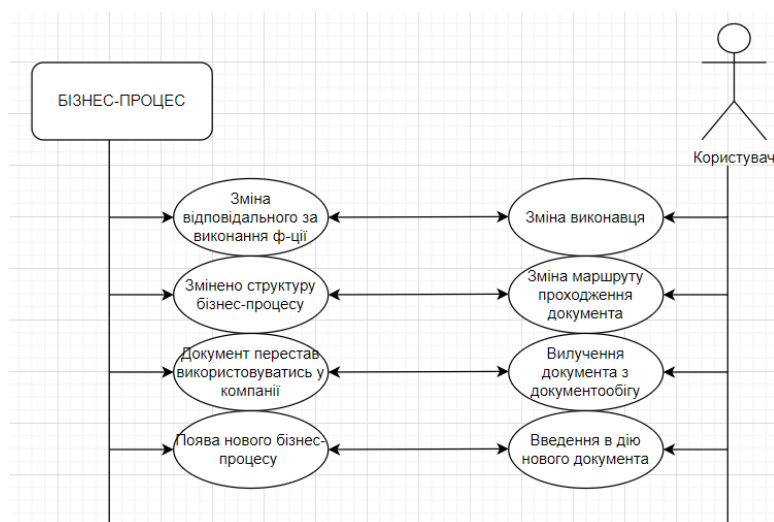 БІЗНЕС-ПРОЦЕС
Користувач
Зміна
відповідального за
виконання ф-ції
Зміна виконавця
Змінено структуру
бізнес-процесу
Зміна маршруту
проходження
документа
Документ перестав
використовуватись у
компанії
Вилучення
документа з
документообігу
Поява нового бізнес-
процесу
Введення в дію
нового документа